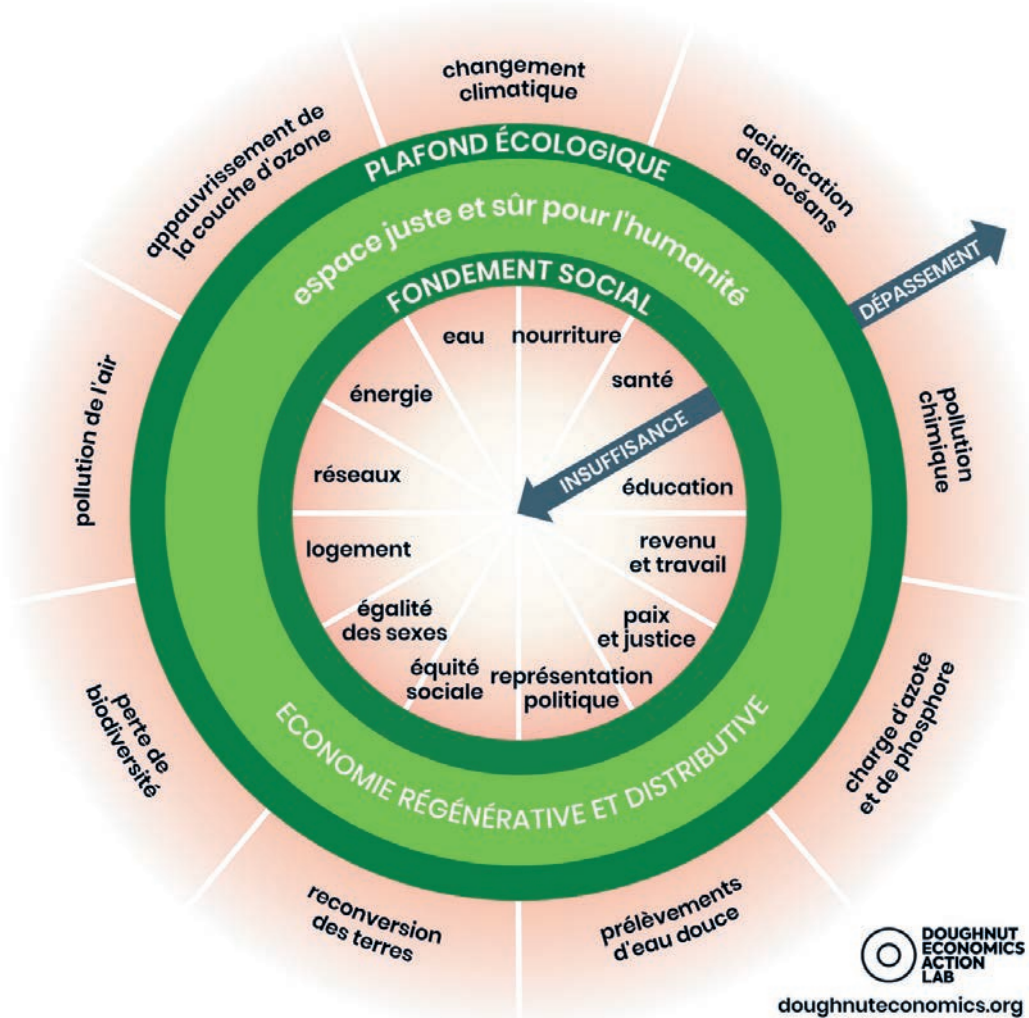 changement
climatique
acidification
des océans
pollution
chimique
charge d'azote
et de phosphore
prélèvements
d'eau douce
reconversion
des terres
perte de
biodiversité
pollution de l'air
appauvrissement de
la couche d'ozone
PLAFOND ÉCOLOGIQUE
espace juste et sûr pour l'humanité
FONDEMENT SOCIAL
DÉPASSEMENT
eau
nourriture
santé
INSUFFISANCE
éducation
revenu
et travail
paix
et justice
représentation
politique
équité
sociale
égalité
des sexes
logement
réseaux
énergie
ECONOMIE RÉGÉNÉRATIVE ET DISTRIBUTIVE
DOUGHNUT
ECONOMICS
ACTION
LAB
doughnuteconomics.org